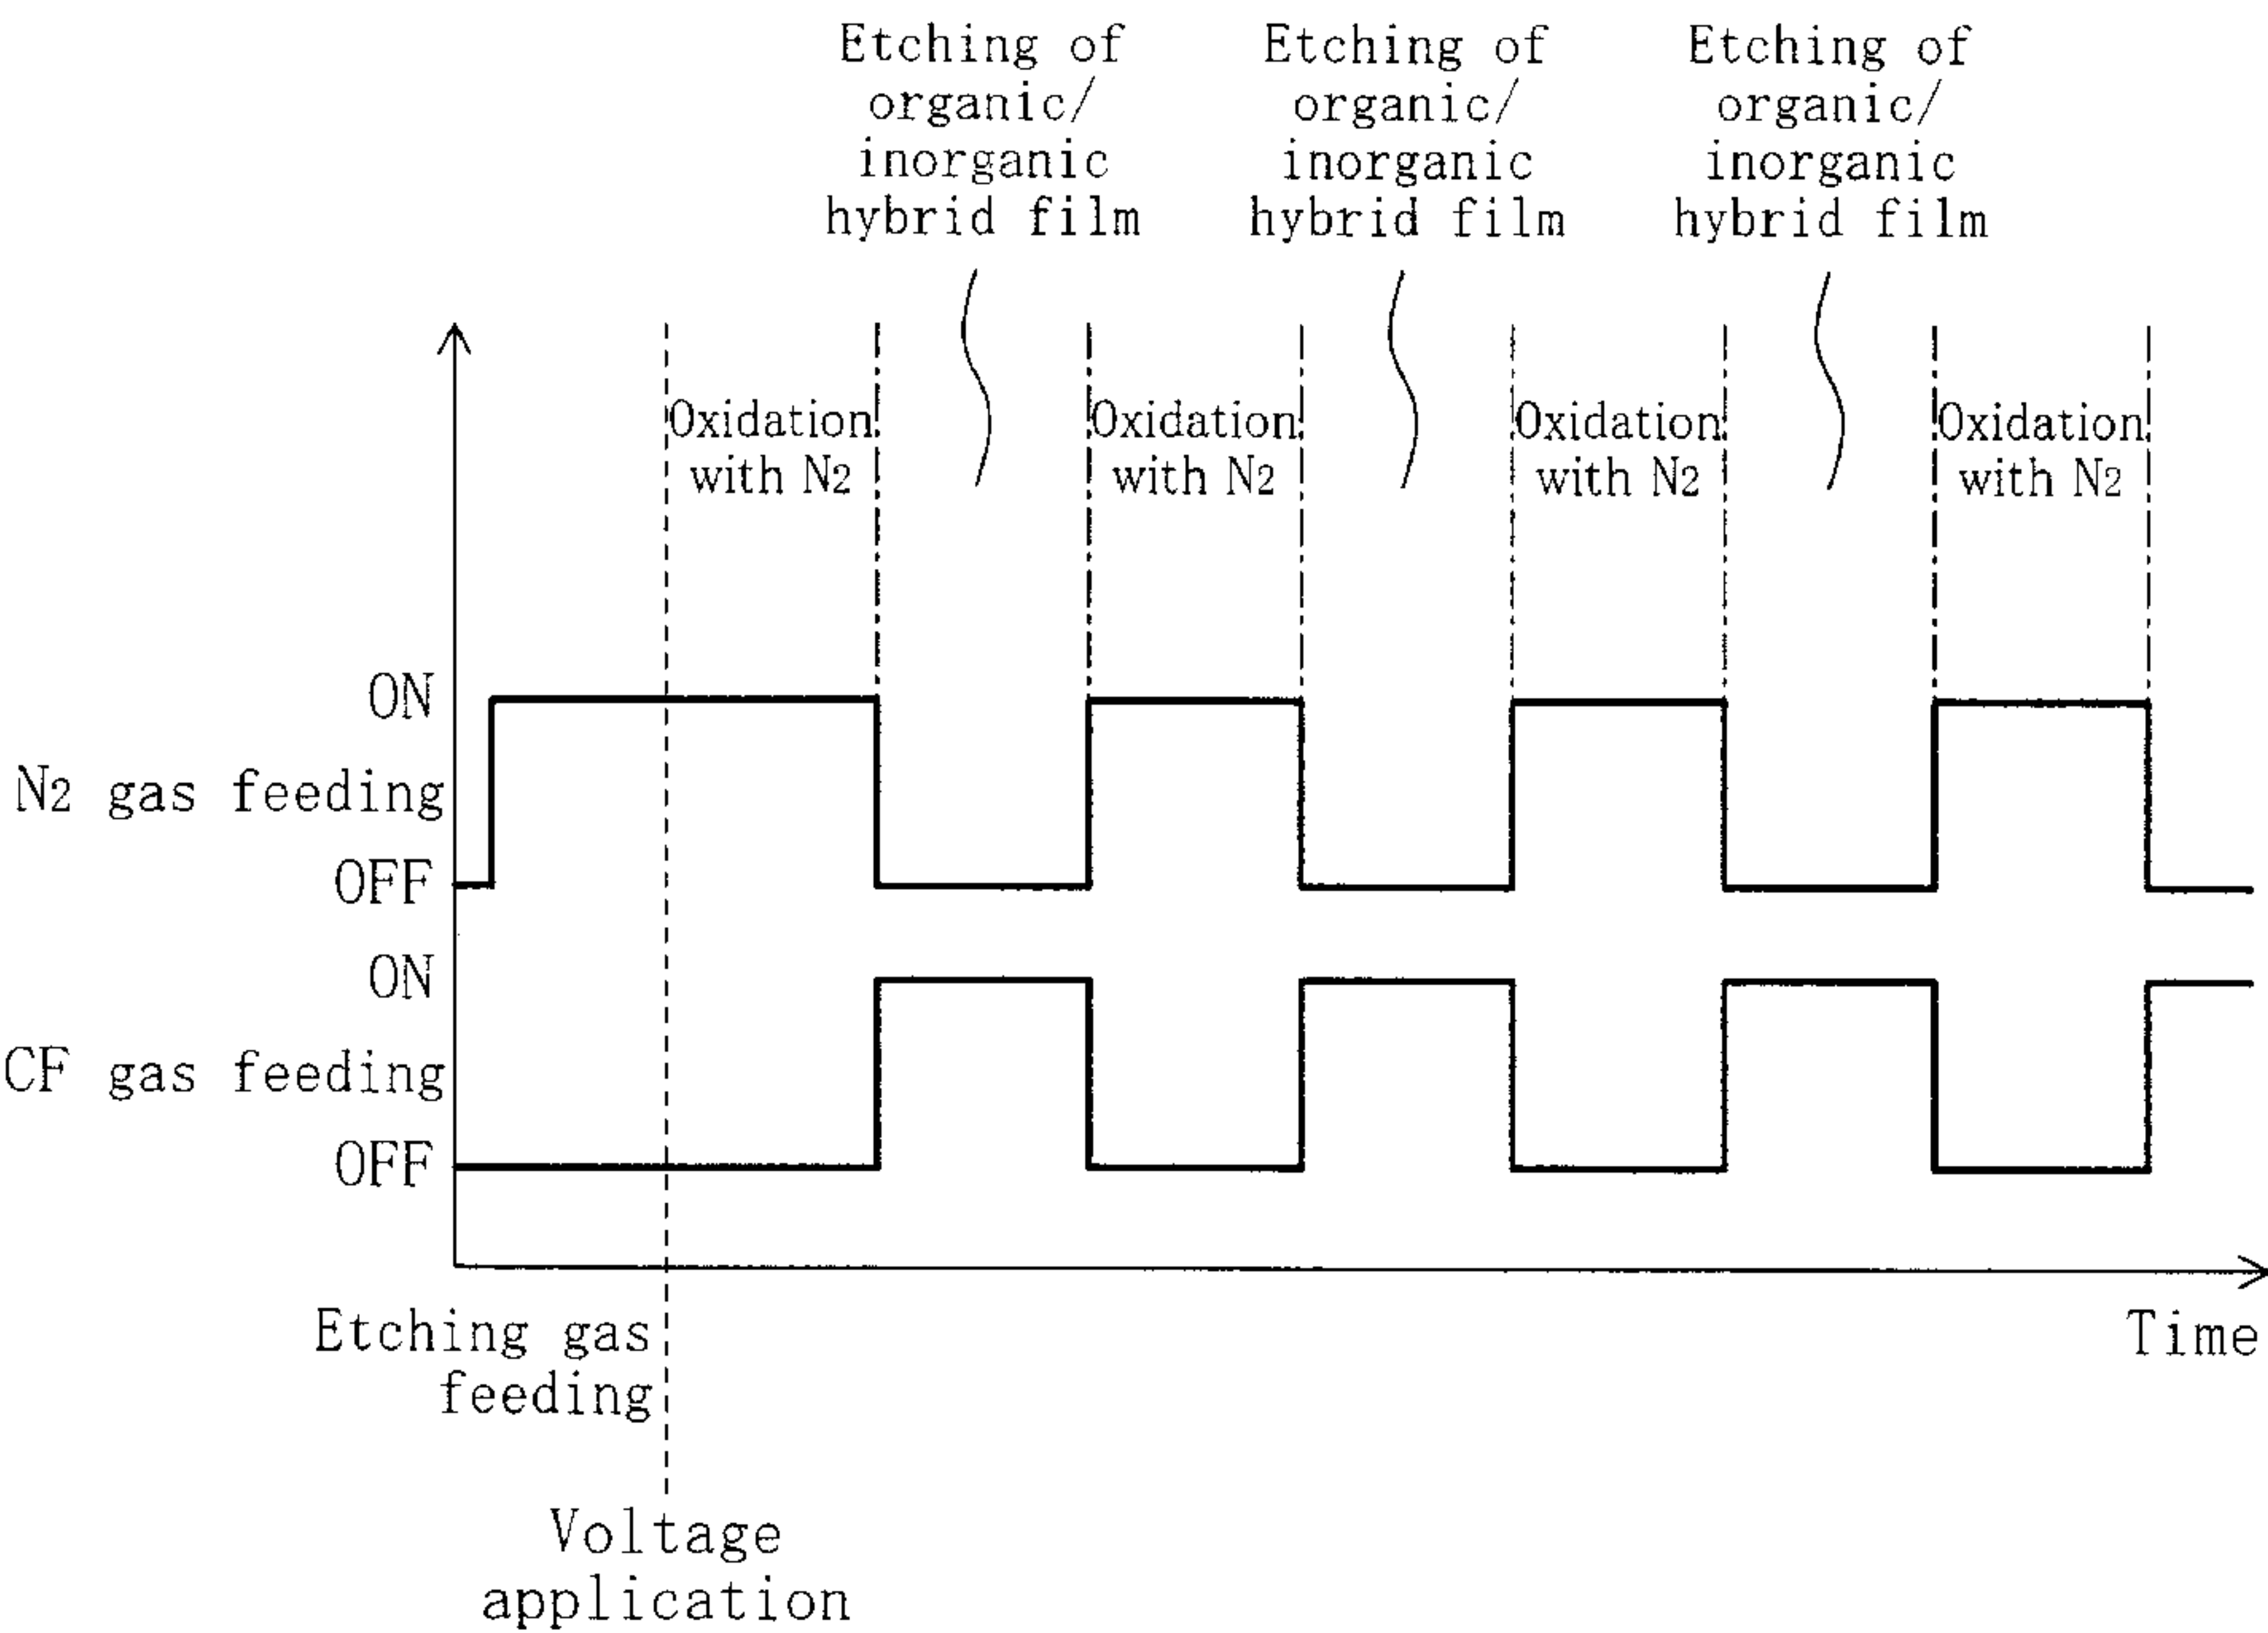 Etching of
organic/
inorganic
hybrid film
Etching of
organic/
inorganic
hybrid film
Etching of
organic/
inorganic
hybrid film
Oxidation
with N2
Oxidation
with N2
Oxidation
with N2
Oxidation
with N2
ON
N2 gas feeding
OFF
ON
CF gas feeding
OFF
Etching gas
feeding
Time
Voltage
application